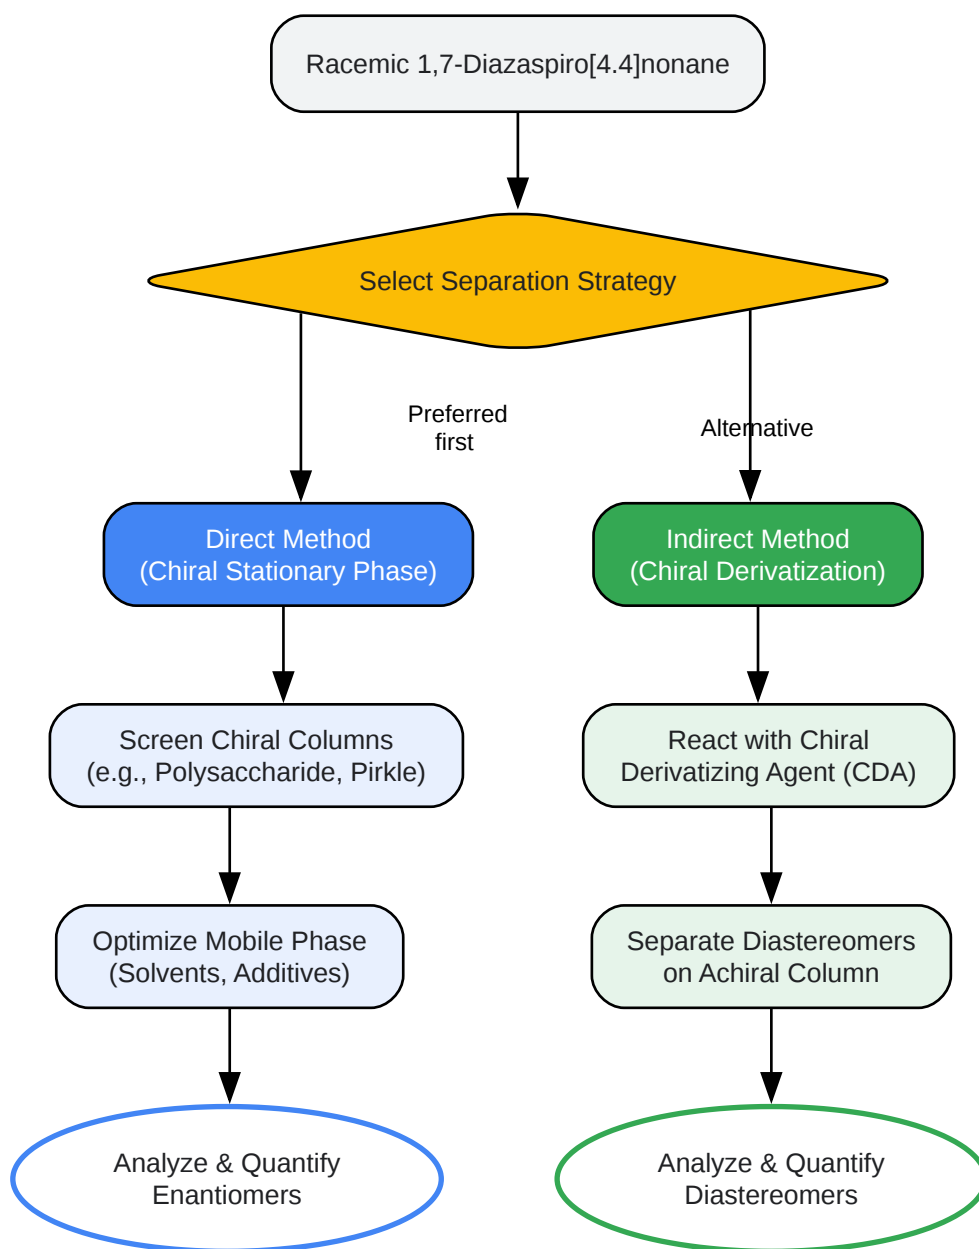 Racemic 1,7-Diazaspiro[4.4]nonane
Select Separation Strategy
Preferred
first
Alternative
Direct Method
(Chiral Stationary Phase)
Indirect Method
(Chiral Derivatization)
Screen Chiral Columns
(e.g., Polysaccharide, Pirkle)
React with Chiral
Derivatizing Agent (CDA)
Optimize Mobile Phase
(Solvents, Additives)
Separate Diastereomers
on Achiral Column
Analyze & Quantify
Enantiomers
Analyze & Quantify
Diastereomers